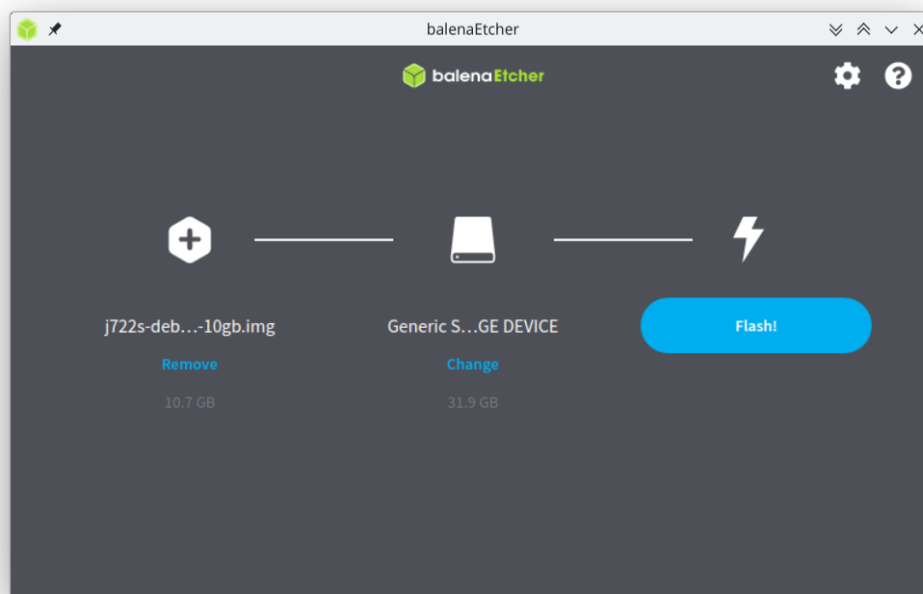 balenaEtcher
balenaEtcher
j722s-deb...-10gb.img
Generic S...GE DEVICE
Flash!
Remove
Change
10.7 GB
31.9 GB